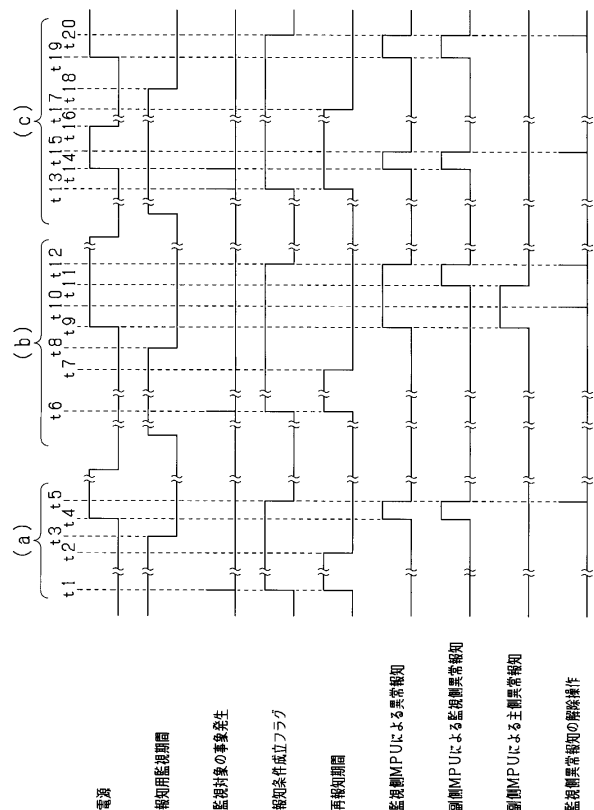 (a)
(b)
(c)
t1
t2
t3
t4
t5
t6
t7
t8
t9
t10
t11
t12
t13
t14
t15
t16
t17
t18
t19
t20
電源
報知用監視期間
監視対象の事象発生
報知条件成立フラグ
再報知期間
監視側MPUによる異常報知
副側MPUによる監視側異常報知
副側MPUによる主側異常報知
監視側異常報知の解除操作